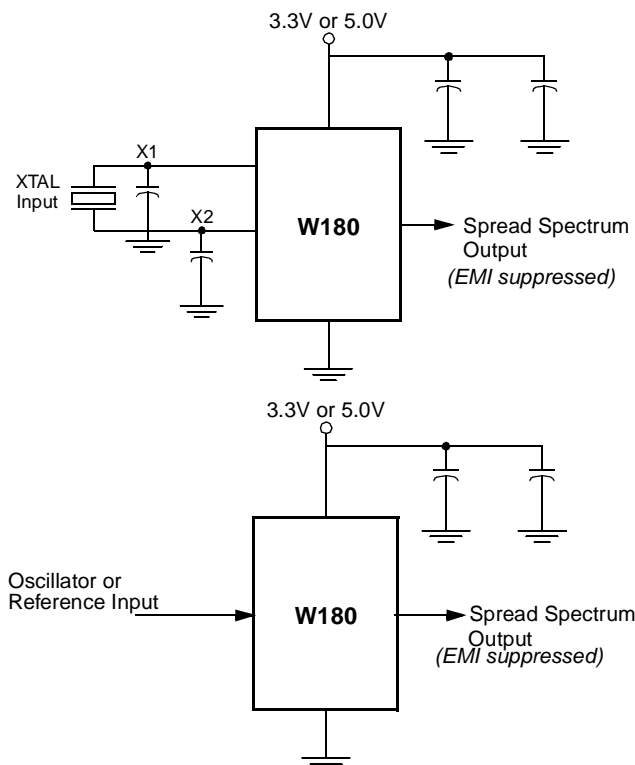 3.3V or 5.0V
X1
XTAL
Input
X2
W180
Spread Spectrum
Output
(EMI suppressed)
3.3V or 5.0V
Oscillator or
Reference Input
W180
Spread Spectrum
Output
(EMI suppressed)